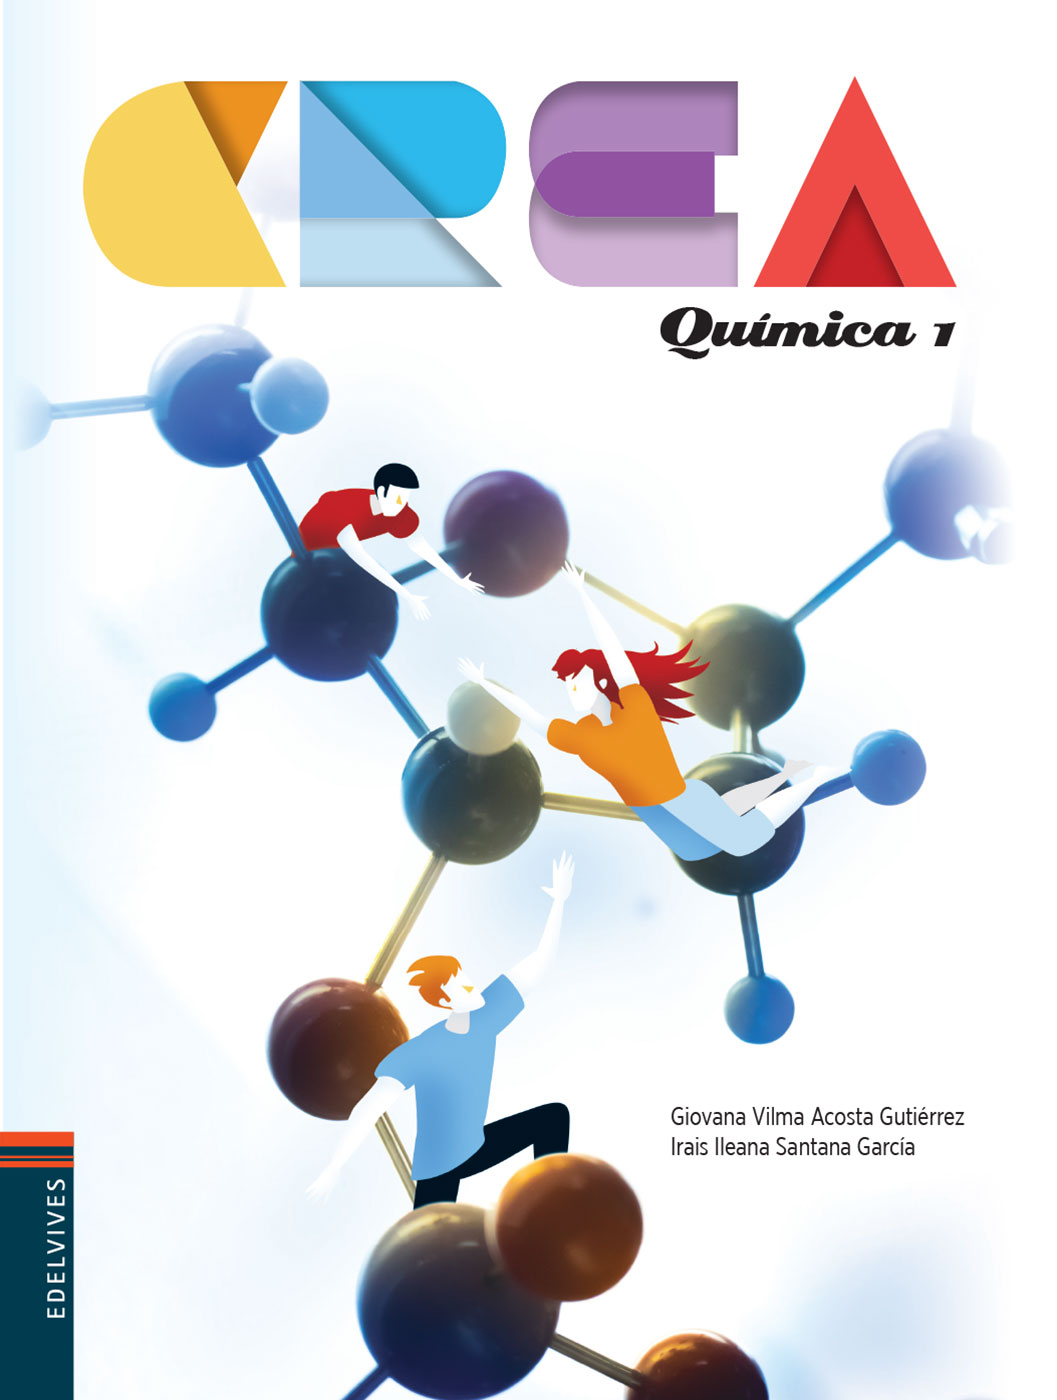 CREA
Química 1
Giovana Vilma Acosta Gutiérrez
Irais Ileana Santana García
EDELVIVES